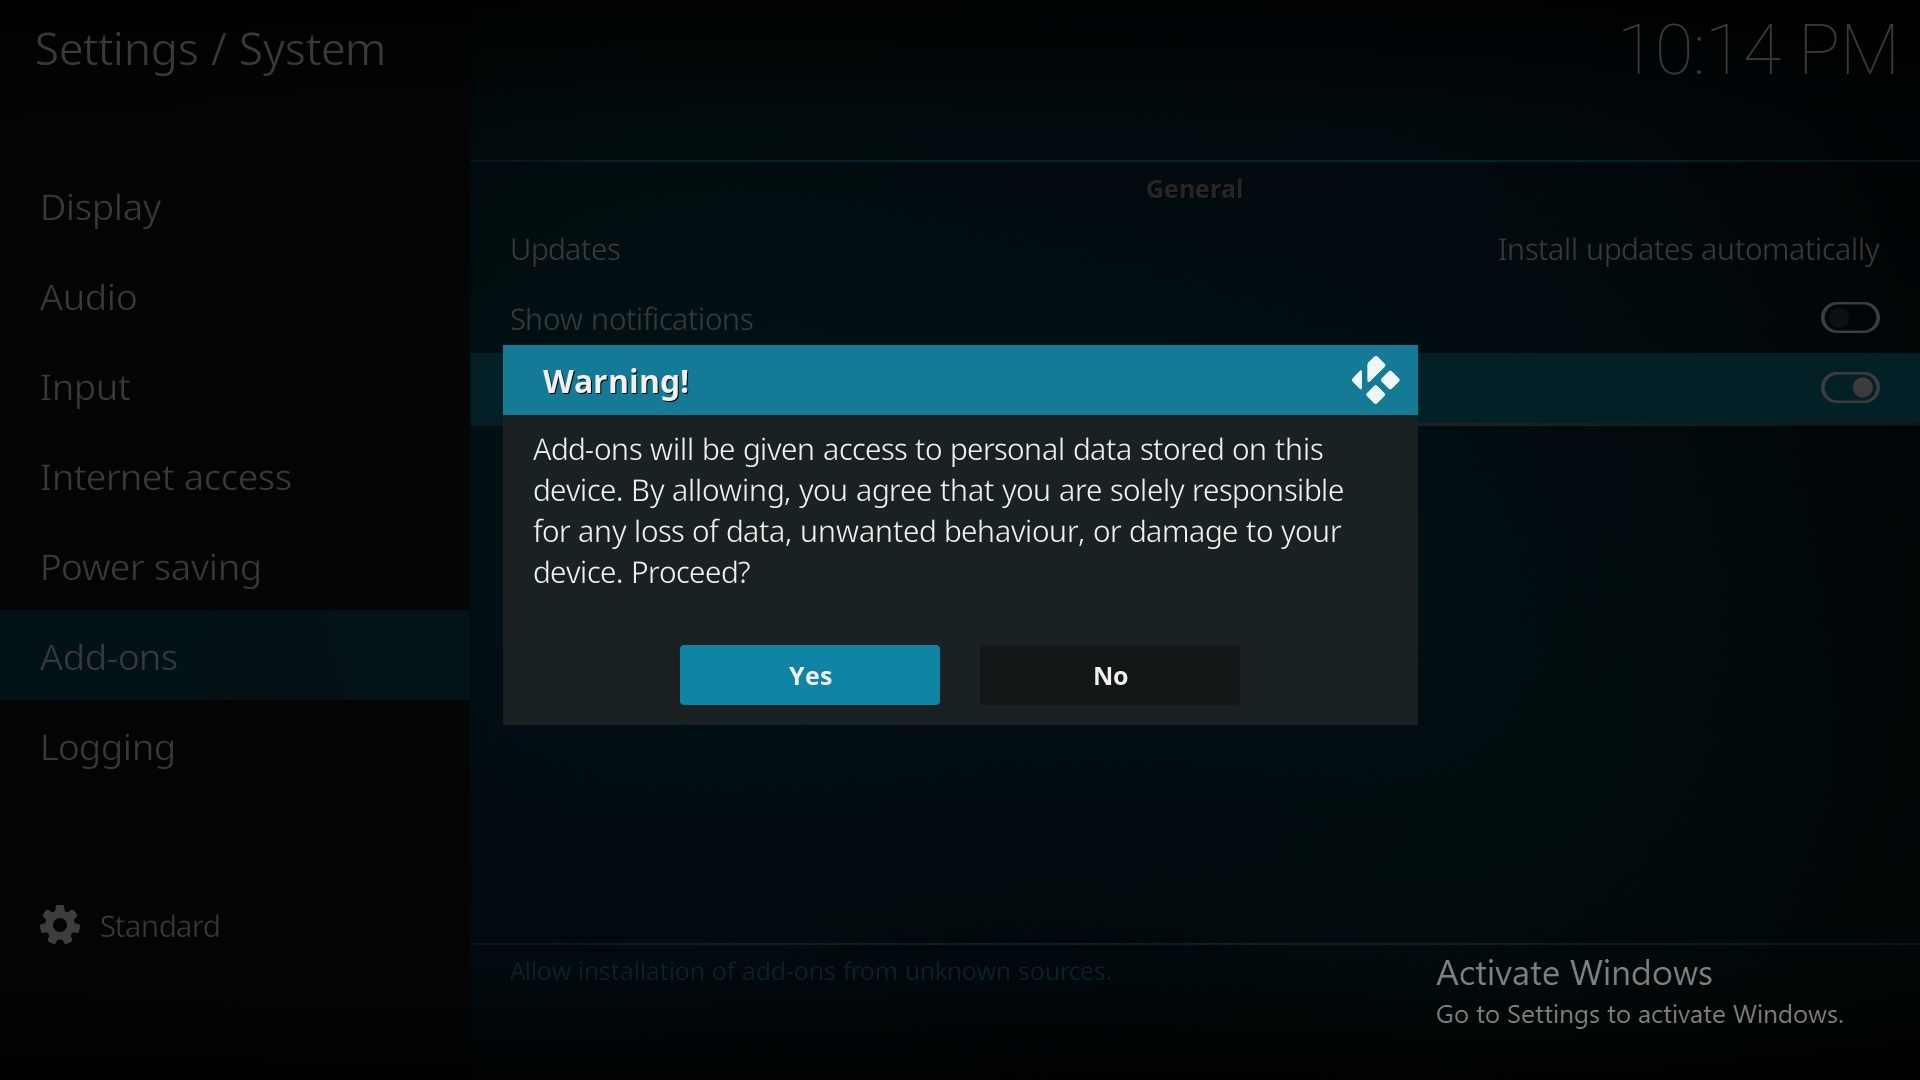 Settings / System
10:14 PM
Display
Audio
Input
Internet access
Power saving
Add-ons
Logging
Standard
General
Updates
Install updates automatically
Show notifications
Warning!
Add-ons will be given access to personal data stored on this
device. By allowing, you agree that you are solely responsible
for any loss of data, unwanted behaviour, or damage to your
device. Proceed?
Yes
No
Allow installation of add-ons from unknown sources.
Activate Windows
Go to Settings to activate Windows.